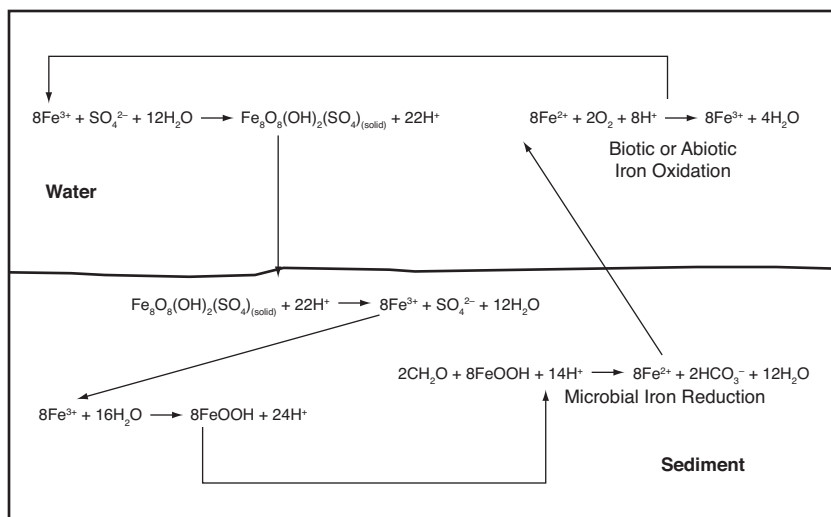 8Fe³⁺ + SO₄²⁻ + 12H₂O ⟶ Fe₈O₈(OH)₂(SO₄)₍ₛₒₗᵢd₎ + 22H⁺
8Fe²⁺ + 2O₂ + 8H⁺ ⟶ 8Fe³⁺ + 4H₂O
Biotic or Abiotic
Iron Oxidation
Water
Fe₈O₈(OH)₂(SO₄)₍ₛₒₗᵢd₎ + 22H⁺ ⟶ 8Fe³⁺ + SO₄²⁻ + 12H₂O
2CH₂O + 8FeOOH + 14H⁺ ⟶ 8Fe²⁺ + 2HCO₃⁻ + 12H₂O
Microbial Iron Reduction
8Fe³⁺ + 16H₂O ⟶ 8FeOOH + 24H⁺
Sediment